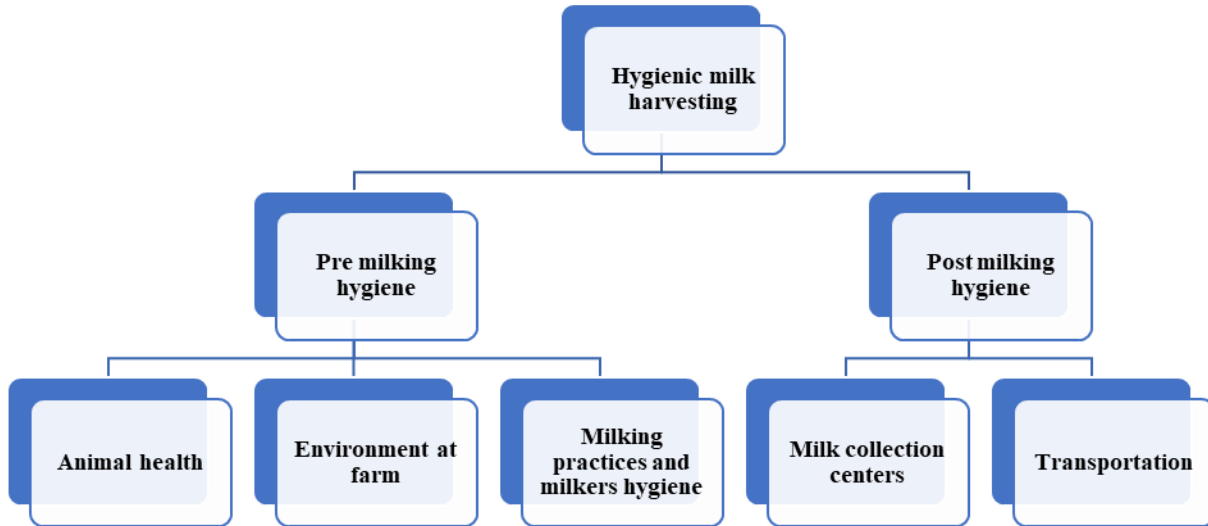 Hygienic milk
harvesting
Pre milking
hygiene
Post milking
hygiene
Animal health
Environment at
farm
Milking
practices and
milkers hygiene
Milk collection
centers
Transportation